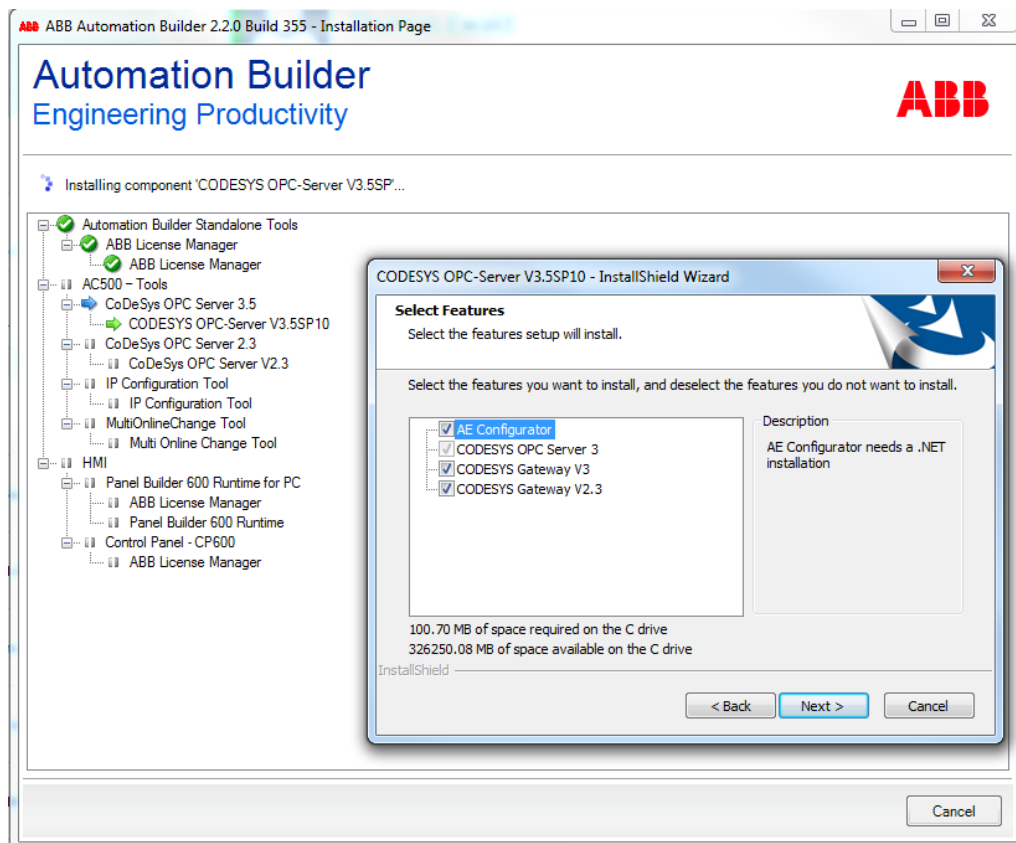 ABB ABB Automation Builder 2.2.0 Build 355 - Installation Page
Automation Builder
Engineering Productivity
ABB
Installing component 'CODESYS OPC-Server V3.5SP'...
Automation Builder Standalone Tools
ABB License Manager
ABB License Manager
AC500 – Tools
CoDeSys OPC Server 3.5
CODESYS OPC-Server V3.5SP10
CoDeSys OPC Server 2.3
CoDeSys OPC Server V2.3
IP Configuration Tool
IP Configuration Tool
MultiOnlineChange Tool
Multi Online Change Tool
HMI
Panel Builder 600 Runtime for PC
ABB License Manager
Panel Builder 600 Runtime
Control Panel - CP600
ABB License Manager
CODESYS OPC-Server V3.5SP10 - InstallShield Wizard
Select Features
Select the features setup will install.
Select the features you want to install, and deselect the features you do not want to install.
AE Configurator
CODESYS OPC Server 3
CODESYS Gateway V3
CODESYS Gateway V2.3
Description
AE Configurator needs a .NET
installation
100.70 MB of space required on the C drive
326250.08 MB of space available on the C drive
InstallShield
< Back
Next >
Cancel
Cancel